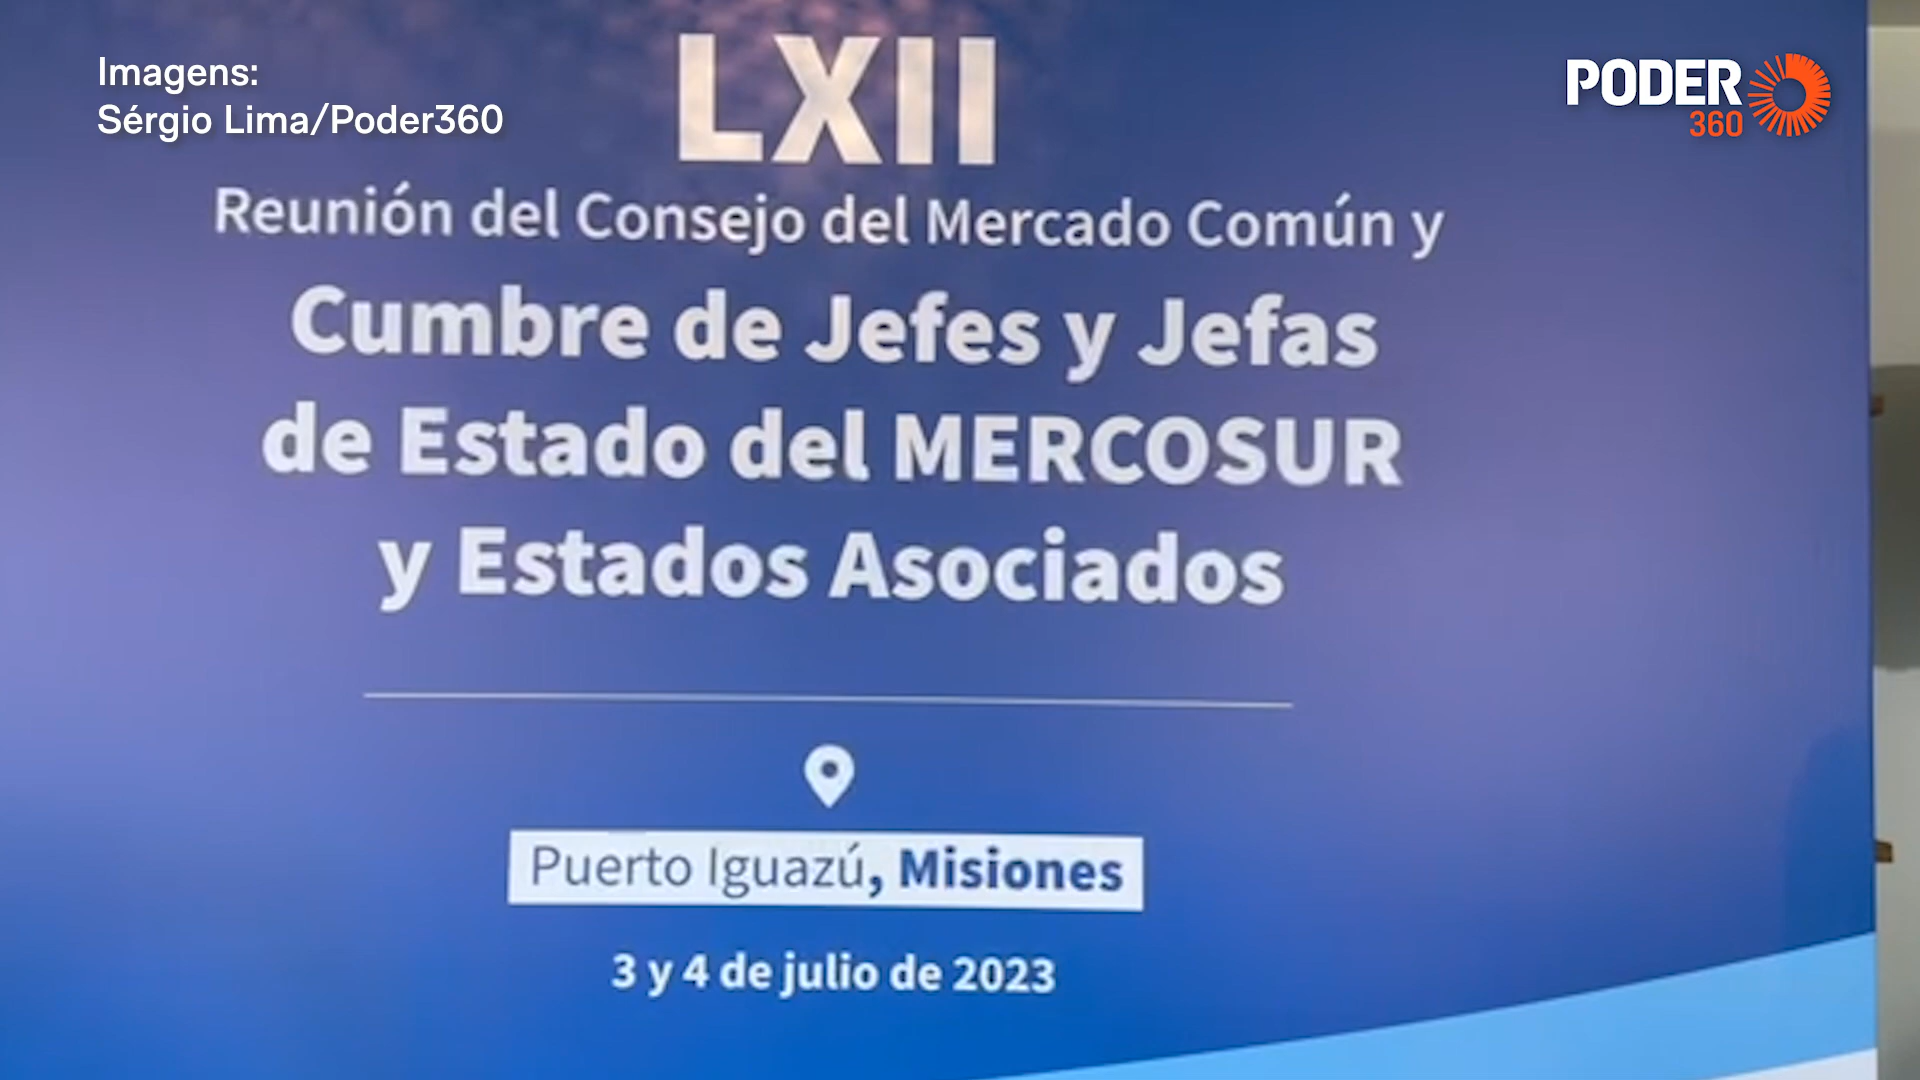 Imagens:
Sérgio Lima/Poder360
PODER
360
LXII
Reunión del Consejo del Mercado Común y
Cumbre de Jefes y Jefas
de Estado del MERCOSUR
y Estados Asociados
Puerto Iguazú, Misiones
3 y 4 de julio de 2023